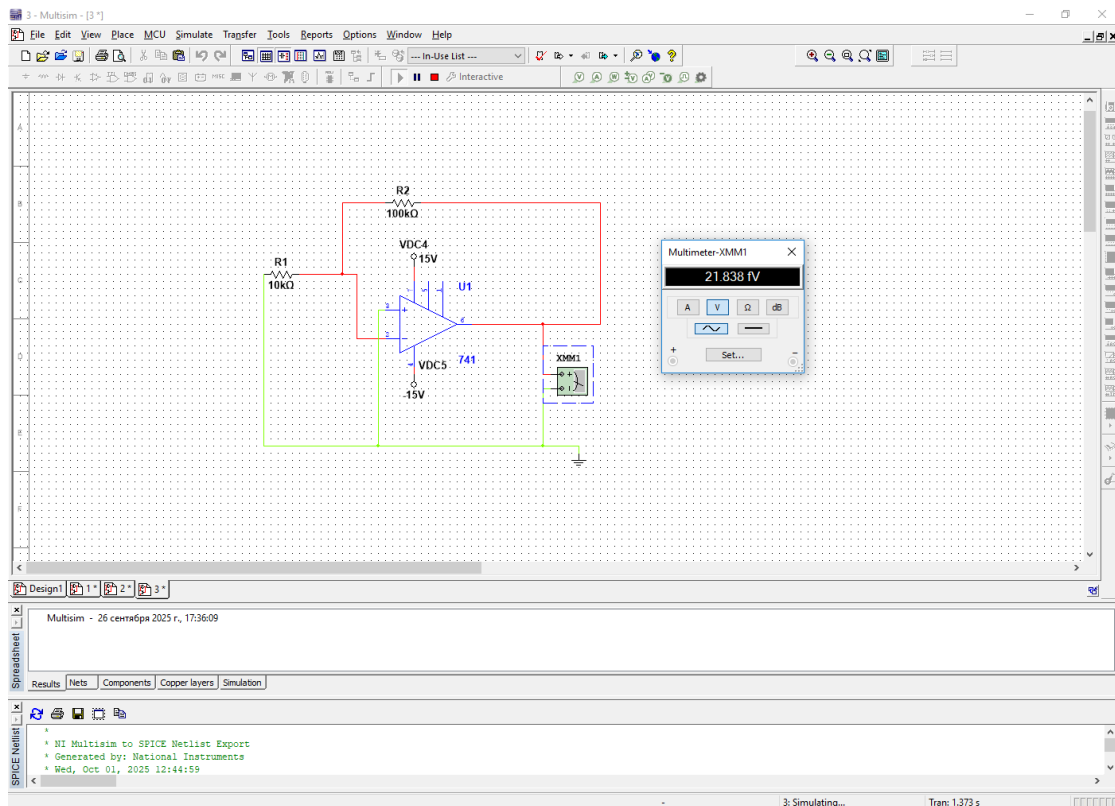 3 - Multisim - [3 *]
File Edit View Place MCU Simulate Transfer Tools Reports Options Window Help
--- In-Use List ---
Interactive
A
B
C
D
E
R2
100kΩ
VDC4
15V
R1
10kΩ
U1
3
2
6
4
741
VDC5
-15V
XMM1
Multimeter-XMM1
21.838 fV
A V Ω dB
+ Set... -
Design1 1 * 2 * 3 *
Multisim - 26 сентября 2025 г., 17:36:09
Spreadsheet
Results Nets Components Copper layers Simulation
SPICE Netlist
*
* NI Multisim to SPICE Netlist Export
* Generated by: National Instruments
* Wed, Oct 01, 2025 12:44:59
- 3: Simulating... Tran: 1.373 s